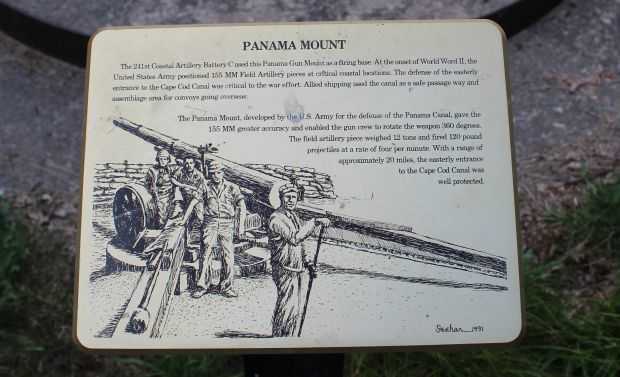 PANAMA MOUNT
The 241st Coastal Artillery Battery C used this Panama Gun Mount as a firing base. At the onset of World Word II, the
United States Army positioned 155 MM Field Artillery pieces at critical coastal locations. The defense of the easterly
entrance to the Cape Cod Canal was critical to the war effort. Allied shipping used the canal as a safe passage way and
assemblage area for convoys going overseas.
The Panama Mount, developed by the U.S. Army for the defense of the Panama Canal, gave the
155 MM greater accuracy and enabled the gun crew to rotate the weapon 360 degrees.
The field artillery piece weighed 12 tons and fired 120 pound
projectiles at a rate of four per minute. With a range of
approximately 20 miles, the easterly entrance
to the Cape Cod Canal was
well protected.
1991